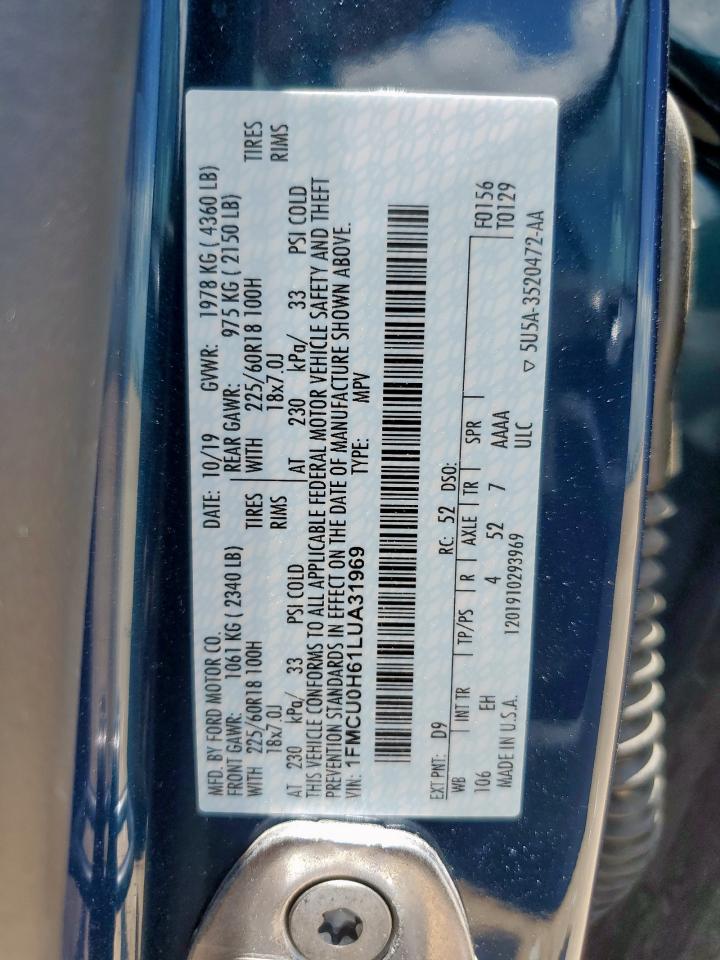 MFD. BY FORD MOTOR CO. DATE: 10/19 GVWR: 1978 KG ( 4360 LB)
FRONT GAWR: 1061 KG ( 2340 LB) REAR GAWR: 975 KG ( 2150 LB)
WITH 225/60R18 100H TIRES WITH 225/60R18 100H TIRES
18x7.0J RIMS 18x7.0J RIMS
AT 230 kPa/ 33 PSI COLD AT 230 kPa/ 33 PSI COLD
THIS VEHICLE CONFORMS TO ALL APPLICABLE FEDERAL MOTOR VEHICLE SAFETY AND THEFT
PREVENTION STANDARDS IN EFFECT ON THE DATE OF MANUFACTURE SHOWN ABOVE.
VIN: 1FMCU0H61LUA31969 TYPE: MPV
EXT PNT: D9 RC: 52 DSO:
WB INT TR TP/PS R AXLE TR SPR F0156
106 EH 4 52 7 AAAA T0129
ULC
MADE IN U.S.A. 1201910293969 ▽ 5U5A-3520472-AA